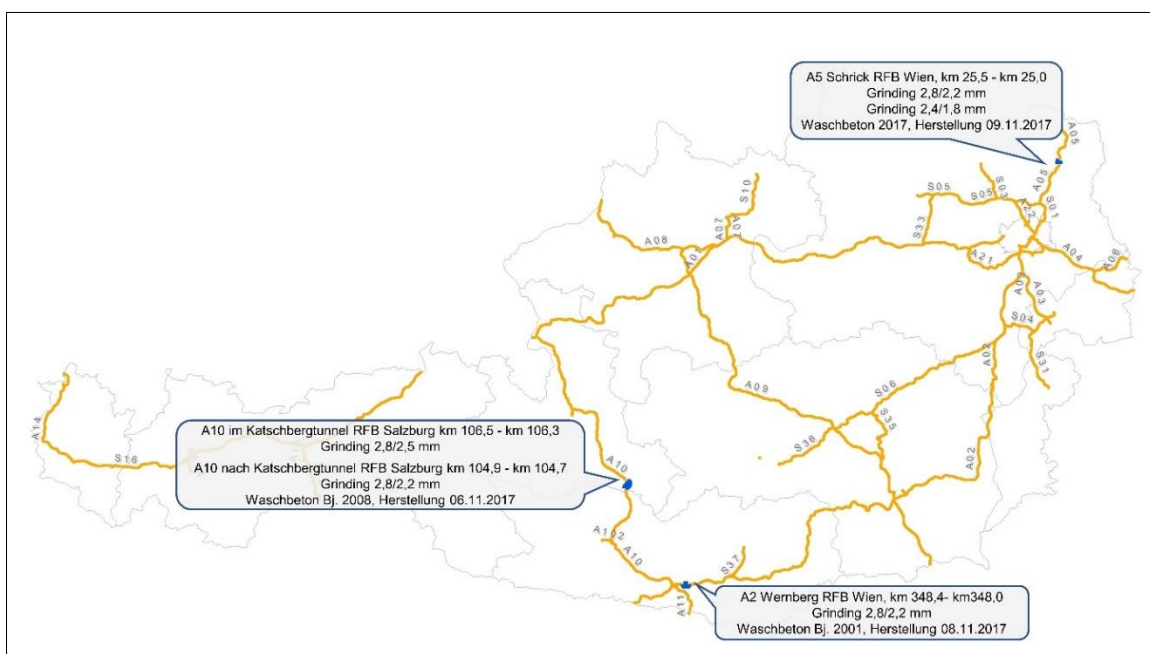 A5 Schrick RFB Wien, km 25,5 - km 25,0
Grinding 2,8/2,2 mm
Grinding 2,4/1,8 mm
Waschbeton 2017, Herstellung 09.11.2017
A05
A05
S10
S03
S05
S05
A22
S01
A07
A07
S33
A08
A01
A21
A04
A06
A02
A03
S04
A02
S31
A09
S06
S35
S36
A02
A14
S16
A10 im Katschbergtunnel RFB Salzburg km 106,5 - km 106,3
Grinding 2,8/2,5 mm
A10 nach Katschbergtunnel RFB Salzburg km 104,9 - km 104,7
Grinding 2,8/2,2 mm
Waschbeton Bj. 2008, Herstellung 06.11.2017
A10
A102
A10
S37
A11
A2 Wernberg RFB Wien, km 348,4- km348,0
Grinding 2,8/2,2 mm
Waschbeton Bj. 2001, Herstellung 08.11.2017